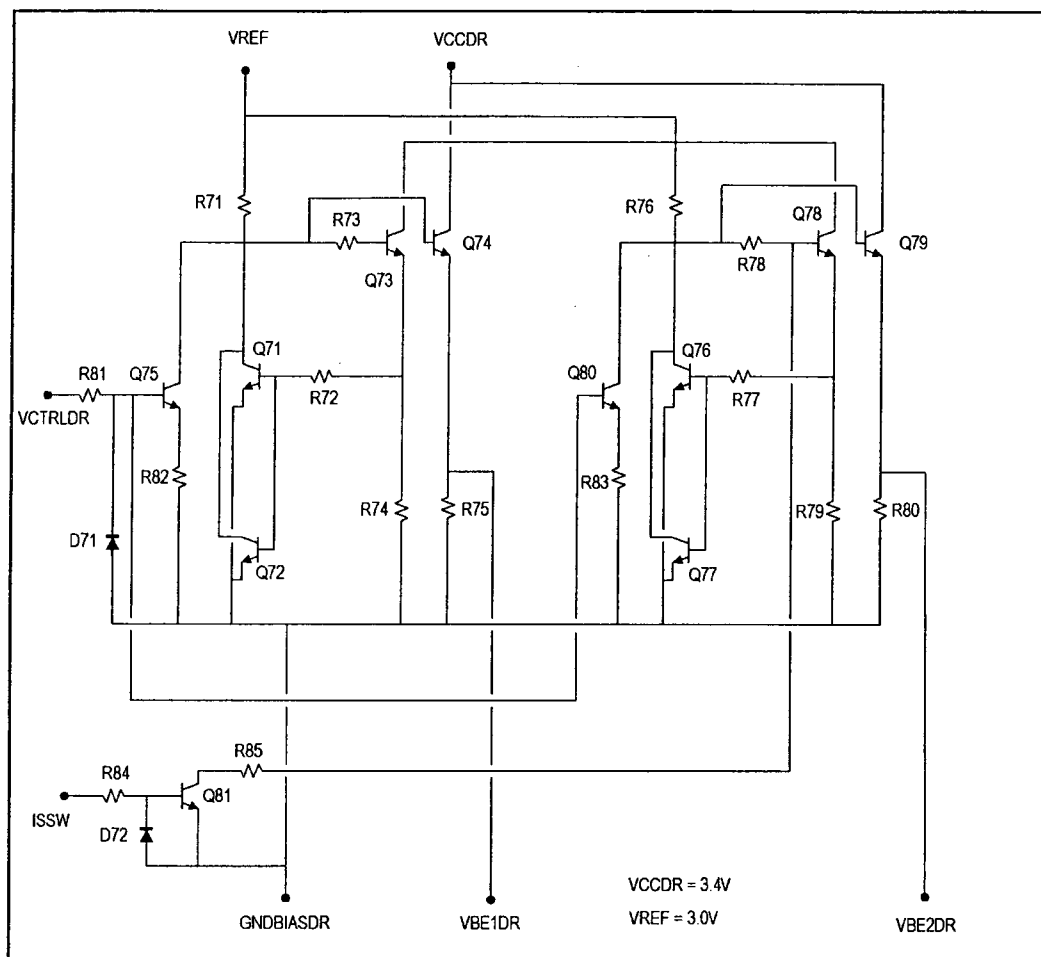 VREF
VCCDR
R71
R73
Q73
Q74
R76
R78
Q78
Q79
Q71
R72
Q76
R77
R81
Q75
VCTRLDR
Q80
R82
R74
R75
R83
R79
R80
D71
Q72
Q77
R85
R84
Q81
ISSW
D72
GNDBIASDR
VBE1DR
VCCDR = 3.4V
VREF = 3.0V
VBE2DR